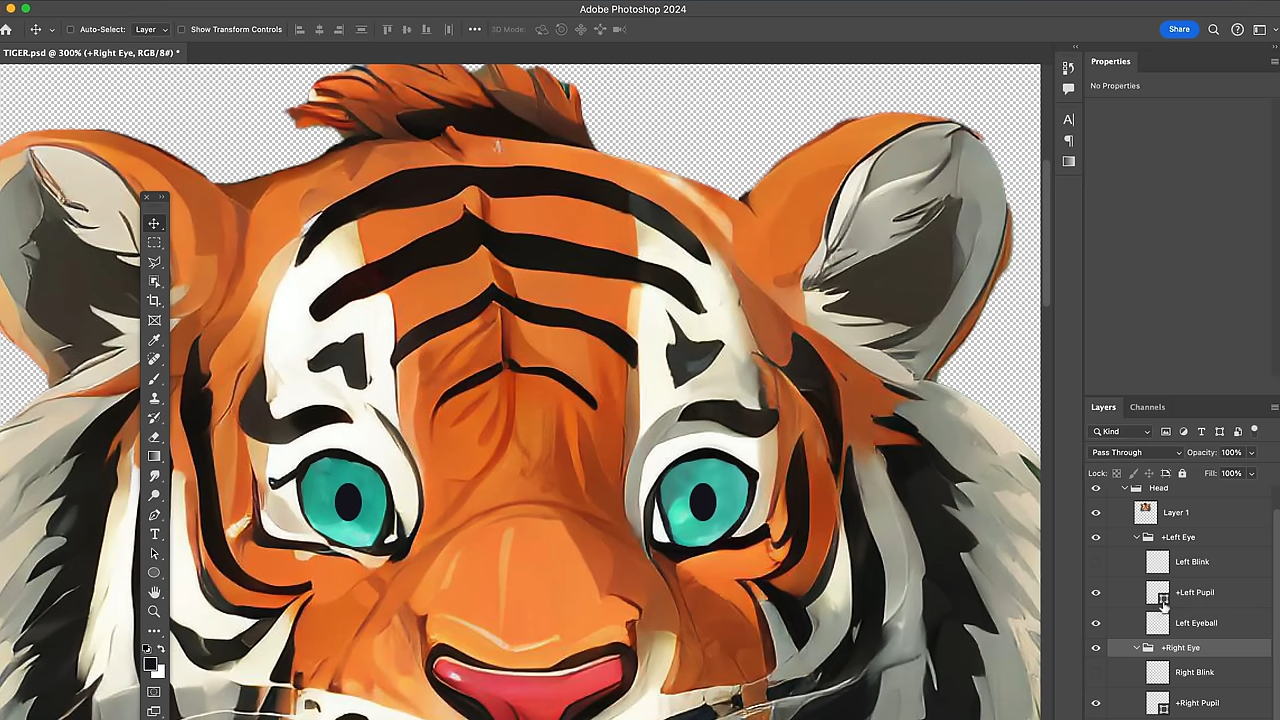 Adobe Photoshop 2024
Auto-Select: Layer Show Transform Controls 3D Mode: Share
TIGER.psd @ 300% (+Right Eye, RGB/8#) *
Properties
No Properties
Layers Channels
Kind
Pass Through Opacity: 100%
Lock: Fill: 100%
Head
Layer 1
+Left Eye
Left Blink
+Left Pupil
Left Eyeball
+Right Eye
Right Blink
+Right Pupil